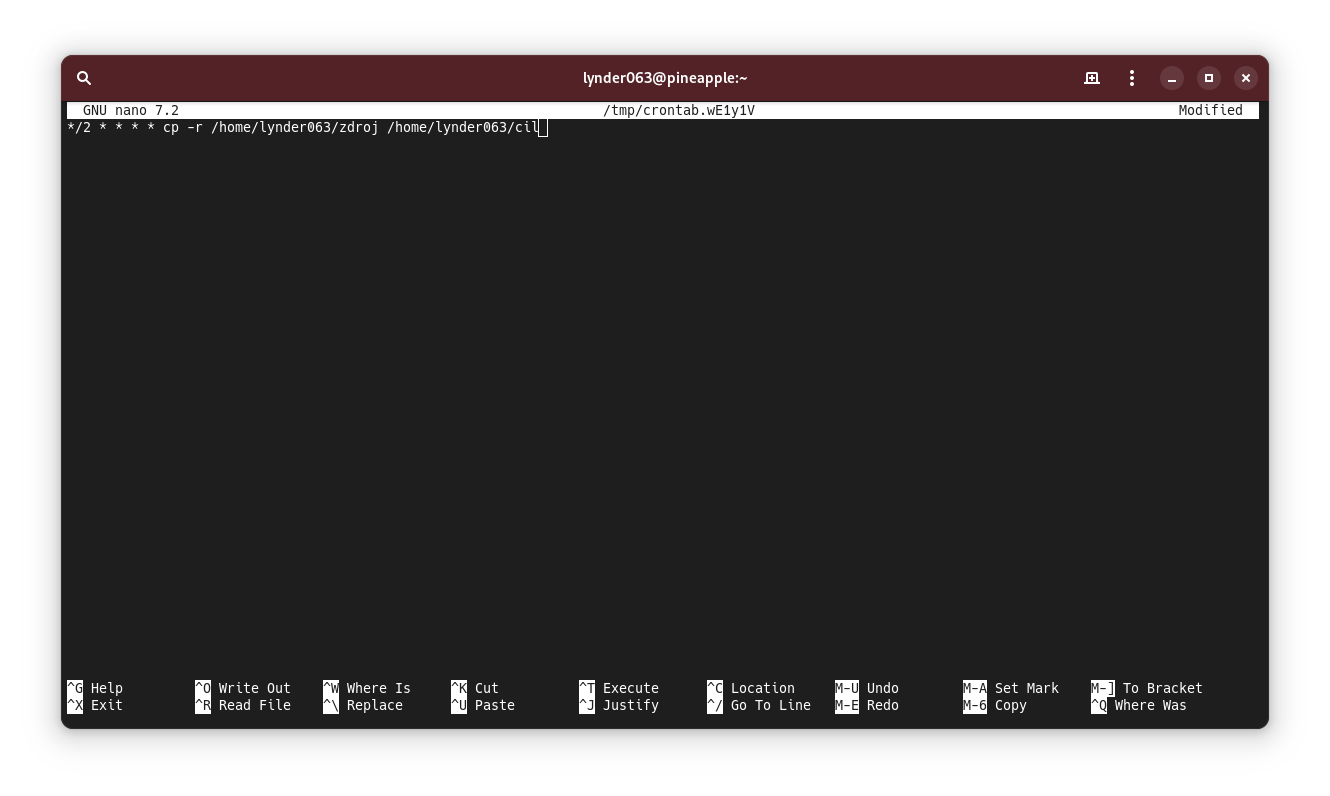 lynder063@pineapple:~
GNU nano 7.2 /tmp/crontab.wE1y1V Modified
*/2 * * * * cp -r /home/lynder063/zdroj /home/lynder063/cil
^G Help ^O Write Out ^W Where Is ^K Cut ^T Execute ^C Location M-U Undo M-A Set Mark M-] To Bracket
^X Exit ^R Read File ^\ Replace ^U Paste ^J Justify ^/ Go To Line M-E Redo M-6 Copy ^Q Where Was